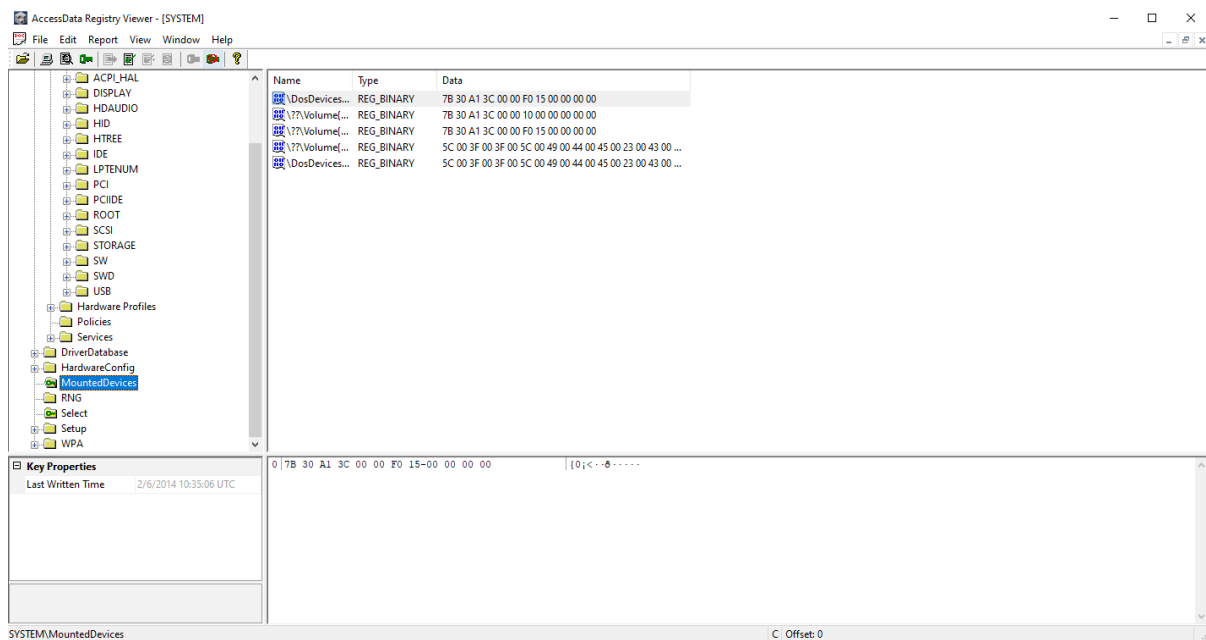 AccessData Registry Viewer - [SYSTEM]
File Edit Report View Window Help
ACPI_HAL
DISPLAY
HDAUDIO
HID
HTREE
IDE
LPTENUM
PCI
PCIIDE
ROOT
SCSI
STORAGE
SW
SWD
USB
Hardware Profiles
Policies
Services
DriverDatabase
HardwareConfig
MountedDevices
RNG
Select
Setup
WPA
Name Type Data
\DosDevices... REG_BINARY 7B 30 A1 3C 00 00 F0 15 00 00 00 00
\??\Volume{... REG_BINARY 7B 30 A1 3C 00 00 10 00 00 00 00 00
\??\Volume{... REG_BINARY 7B 30 A1 3C 00 00 F0 15 00 00 00 00
\??\Volume{... REG_BINARY 5C 00 3F 00 3F 00 5C 00 49 00 44 00 45 00 23 00 43 00 ...
\DosDevices... REG_BINARY 5C 00 3F 00 3F 00 5C 00 49 00 44 00 45 00 23 00 43 00 ...
Key Properties
Last Written Time 2/6/2014 10:35:06 UTC
0 7B 30 A1 3C 00 00 F0 15-00 00 00 00 {0¡<··ð·····
SYSTEM\MountedDevices C Offset: 0